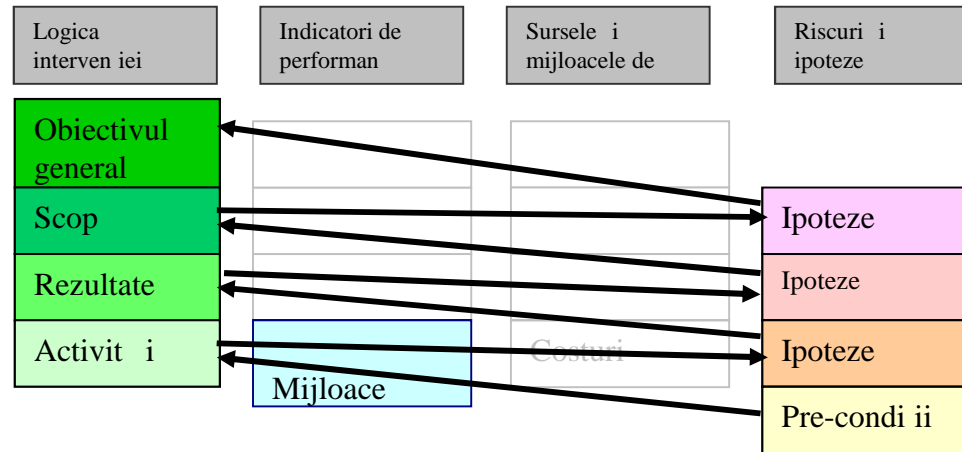 Logica
interven iei
Indicatori de
performan
Sursele i
mijloacele de
Riscuri i
ipoteze
Obiectivul
general
Scop
Ipoteze
Rezultate
Ipoteze
Activit i
Costuri
Ipoteze
Mijloace
Pre-condi ii